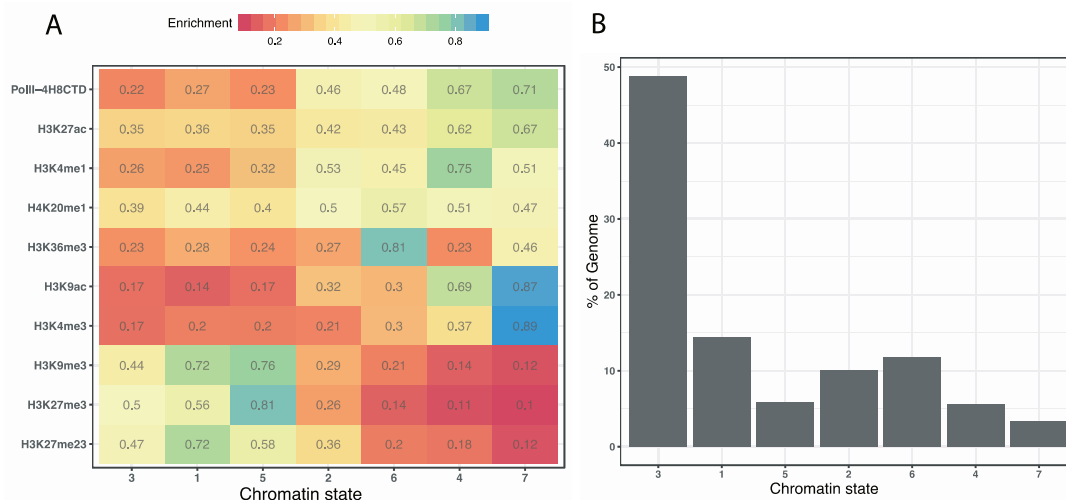 A
Enrichment
0.2 0.4 0.6 0.8
PolII-4H8CTD 0.22 0.27 0.23 0.46 0.48 0.67 0.71
H3K27ac 0.35 0.36 0.35 0.42 0.43 0.62 0.67
H3K4me1 0.26 0.25 0.32 0.53 0.45 0.75 0.51
H4K20me1 0.39 0.44 0.4 0.5 0.57 0.51 0.47
H3K36me3 0.23 0.28 0.24 0.27 0.81 0.23 0.46
H3K9ac 0.17 0.14 0.17 0.32 0.3 0.69 0.87
H3K4me3 0.17 0.2 0.2 0.21 0.3 0.37 0.89
H3K9me3 0.44 0.72 0.76 0.29 0.21 0.14 0.12
H3K27me3 0.5 0.56 0.81 0.26 0.14 0.11 0.1
H3K27me23 0.47 0.72 0.58 0.36 0.2 0.18 0.12
3 1 5 2 6 4 7
Chromatin state
B
% of Genome
50
40
30
20
10
0
3 1 5 2 6 4 7
Chromatin state